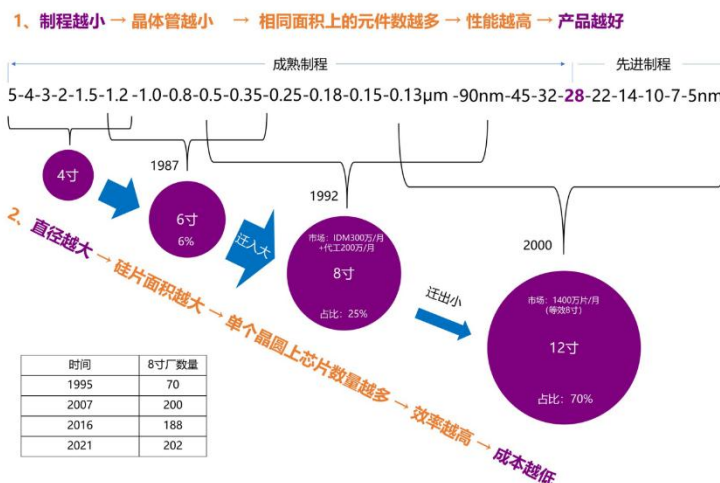 1、制程越小 → 晶体管越小 → 相同面积上的元件数越多 → 性能越高 → 产品越好
成熟制程 先进制程
5-4-3-2-1.5-1.2 -1.0-0.8-0.5-0.35-0.25-0.18-0.15-0.13μm -90nm-45-32-28-22-14-10-7-5nm
4寸
1987
6寸
6%
迁入大
1992
市场：IDM300万/月
+代工200万/月
8寸
占比：25%
迁出小
2000
市场：1400万片/月
(等效8寸)
12寸
占比：70%
2、直径越大 → 硅片面积越大 → 单个晶圆上芯片数量越多 → 效率越高 → 成本越低
时间 8寸厂数量
1995 70
2007 200
2016 188
2021 202